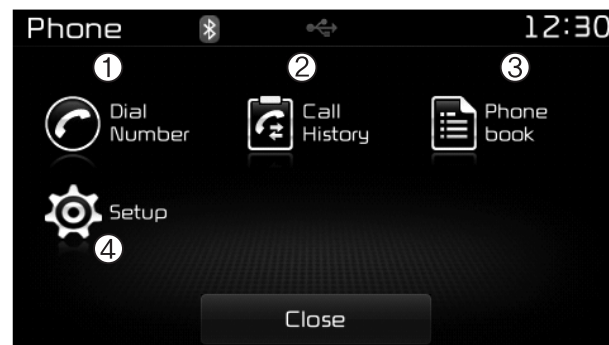 Phone 12:30
① ② ③
Dial Call Phone
Number History book
Setup
④
Close